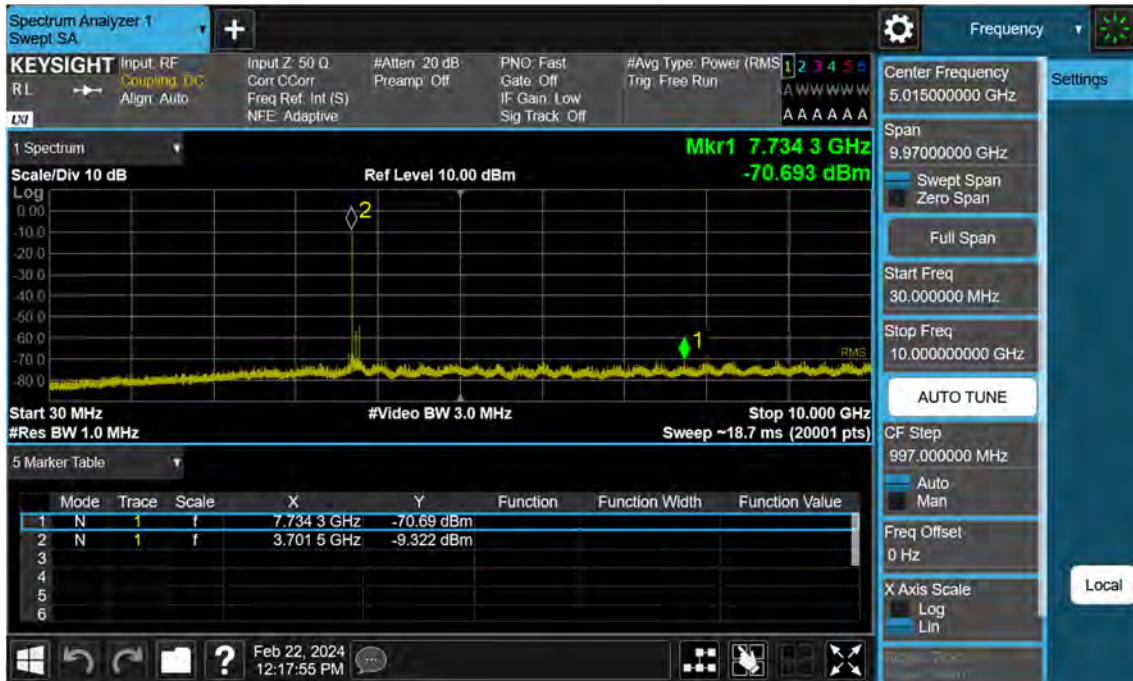 Spectrum Analyzer 1
Swept SA
Frequency
KEYSIGHT
RL
LXI
Input: RF
Coupling: DC
Align: Auto
Input Z: 50 Ω
Corr CCorr
Freq Ref: Int (S)
NFE: Adaptive
#Atten: 20 dB
Preamp: Off
PNO: Fast
Gate: Off
IF Gain: Low
Sig Track: Off
#Avg Type: Power (RMS
Trig: Free Run
1 2 3 4 5 6
A W W W W W
A A A A A A
1 Spectrum
Scale/Div 10 dB
Ref Level 10.00 dBm
Mkr1 7.734 3 GHz
-70.693 dBm
Log
0.00
-10.0
-20.0
-30.0
-40.0
-50.0
-60.0
-70.0
-80.0
2
1
RMS
Start 30 MHz
#Video BW 3.0 MHz
Stop 10.000 GHz
#Res BW 1.0 MHz
Sweep ~18.7 ms (20001 pts)
5 Marker Table
Mode Trace Scale X Y Function Function Width Function Value
1 N 1 f 7.734 3 GHz -70.69 dBm
2 N 1 f 3.701 5 GHz -9.322 dBm
3
4
5
6
Feb 22, 2024
12:17:55 PM
Center Frequency
5.015000000 GHz
Settings
Span
9.97000000 GHz
Swept Span
Zero Span
Full Span
Start Freq
30.000000 MHz
Stop Freq
10.000000000 GHz
AUTO TUNE
CF Step
997.000000 MHz
Auto
Man
Freq Offset
0 Hz
X Axis Scale
Log
Lin
Local